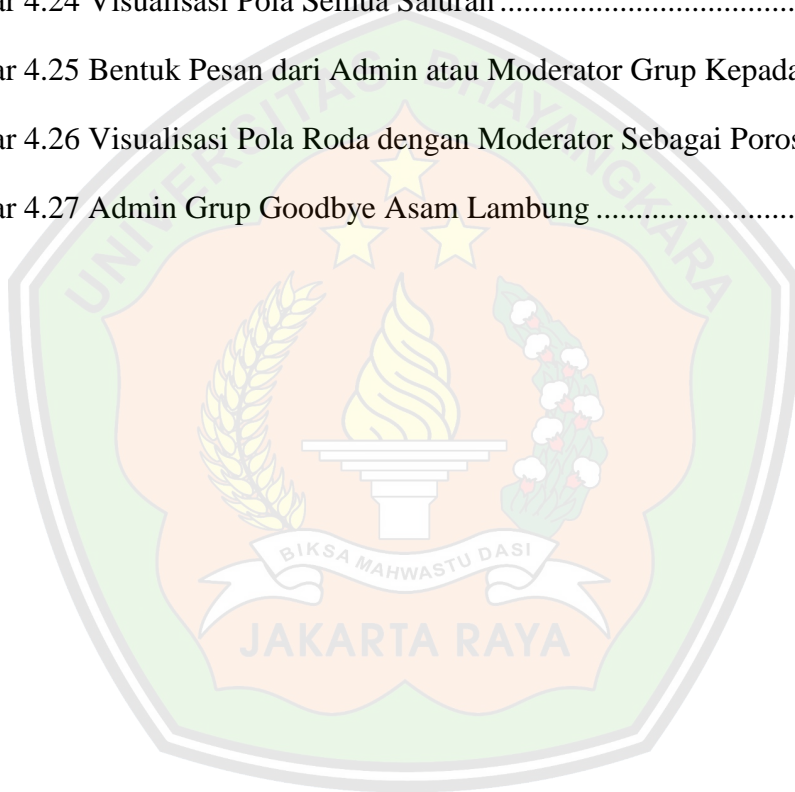 ar 4.24 Visualisasi Pola Semua Saluran ..............................
ar 4.25 Bentuk Pesan dari Admin atau Moderator Grup Kepada
ar 4.26 Visualisasi Pola Roda dengan Moderator Sebagai Poros
ar 4.27 Admin Grup Goodbye Asam Lambung ........................
UNIVERSITAS BHAYANGKARA
BIKSA MAHWASTU DASI
JAKARTA RAYA